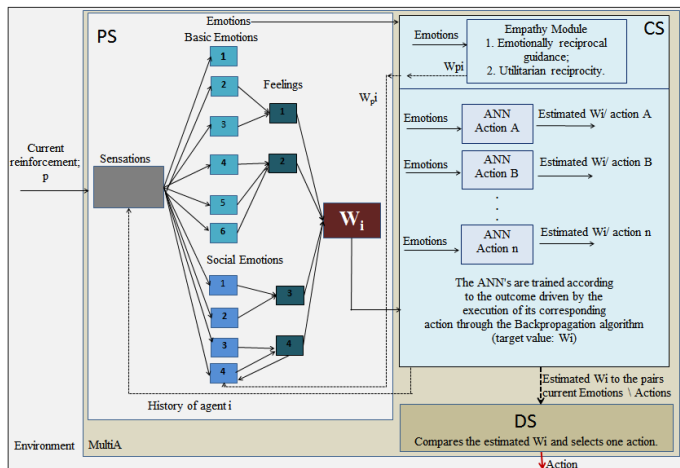 Emotions
PS
Basic Emotions
1
2
3
4
5
6
Feelings
1
2
Sensations
Current
reinforcement;
p
Social Emotions
1
2
3
4
3
4
Wi
Wpi
History of agent i
CS
Emotions
Empathy Module
1. Emotionally reciprocal
guidance;
2. Utilitarian reciprocity.
Wpi
Emotions
ANN
Action A
Estimated Wi/ action A
Emotions
ANN
Action B
Estimated Wi/ action B
.
.
.
.
Emotions
ANN
Action n
Estimated Wi/ action n
The ANN's are trained according
to the outcome driven by the
execution of its corresponding
action through the Backpropagation algorithm
(target value: Wi)
Estimated Wi to the pairs
current Emotions \ Actions
DS
Compares the estimated Wi and selects one action.
Environment
MultiA
Action